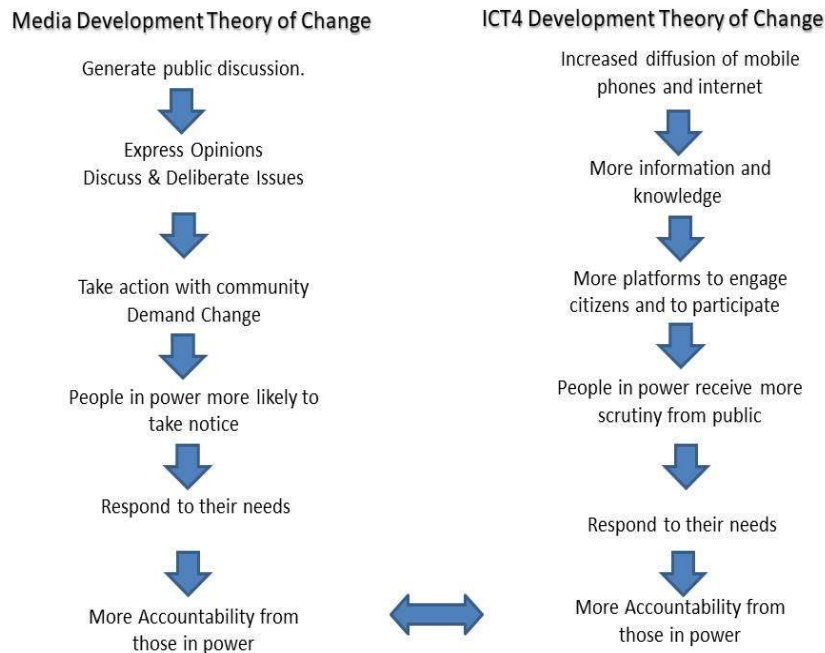 Media Development Theory of Change
Generate public discussion.
Express Opinions
Discuss & Deliberate Issues
Take action with community
Demand Change
People in power more likely to
take notice
Respond to their needs
More Accountability from
those in power
ICT4 Development Theory of Change
Increased diffusion of mobile
phones and internet
More information and
knowledge
More platforms to engage
citizens and to participate
People in power receive more
scrutiny from public
Respond to their needs
More Accountability from
those in power